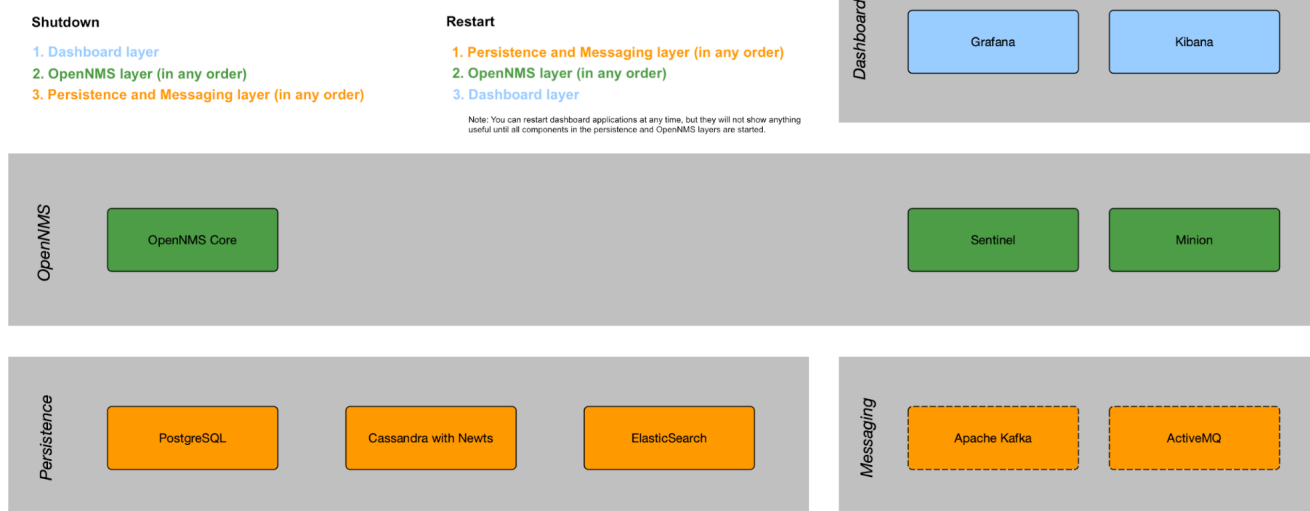 Shutdown
1. Dashboard layer
2. OpenNMS layer (in any order)
3. Persistence and Messaging layer (in any order)
Restart
1. Persistence and Messaging layer (in any order)
2. OpenNMS layer (in any order)
3. Dashboard layer
Note: You can restart dashboard applications at any time, but they will not show anything
useful until all components in the persistence and OpenNMS layers are started.
Dashboard
Grafana
Kibana
OpenNMS
OpenNMS Core
Sentinel
Minion
Persistence
PostgreSQL
Cassandra with Newts
ElasticSearch
Messaging
Apache Kafka
ActiveMQ